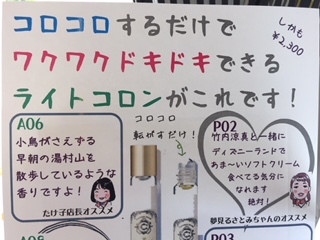 コロコロするだけで
しかも
¥2,300
ワクワクドキドキできる
ライトコロンがこれです！
A06
小鳥がさえずる
早朝の湯村山を
散歩しているような
香りですよ！
たけ子店長オススメ
コロコロ
転がすだけ！
P02
竹内涼真と一緒に
ディズニーランドで
あま～いソフトクリーム
食べてる気分に
なれます
絶対！
夢見るさとみちゃんのオススメ
P03